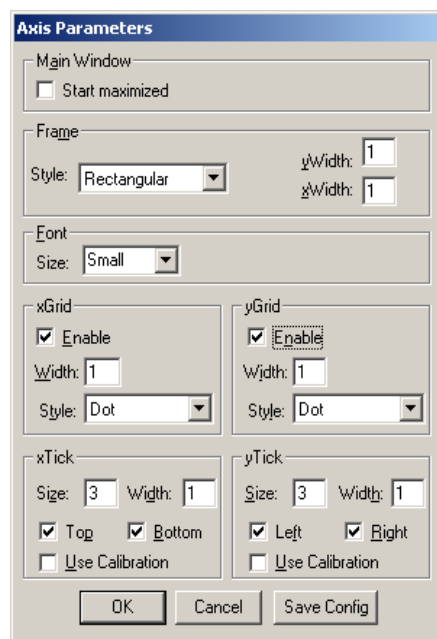 Axis Parameters
Main Window
Start maximized
Frame
Style: Rectangular
yWidth: 1
xWidth: 1
Font
Size: Small
xGrid
Enable
Width: 1
Style: Dot
yGrid
Enable
Width: 1
Style: Dot
xTick
Size: 3 Width: 1
Top Bottom
Use Calibration
yTick
Size: 3 Width: 1
Left Right
Use Calibration
OK Cancel Save Config